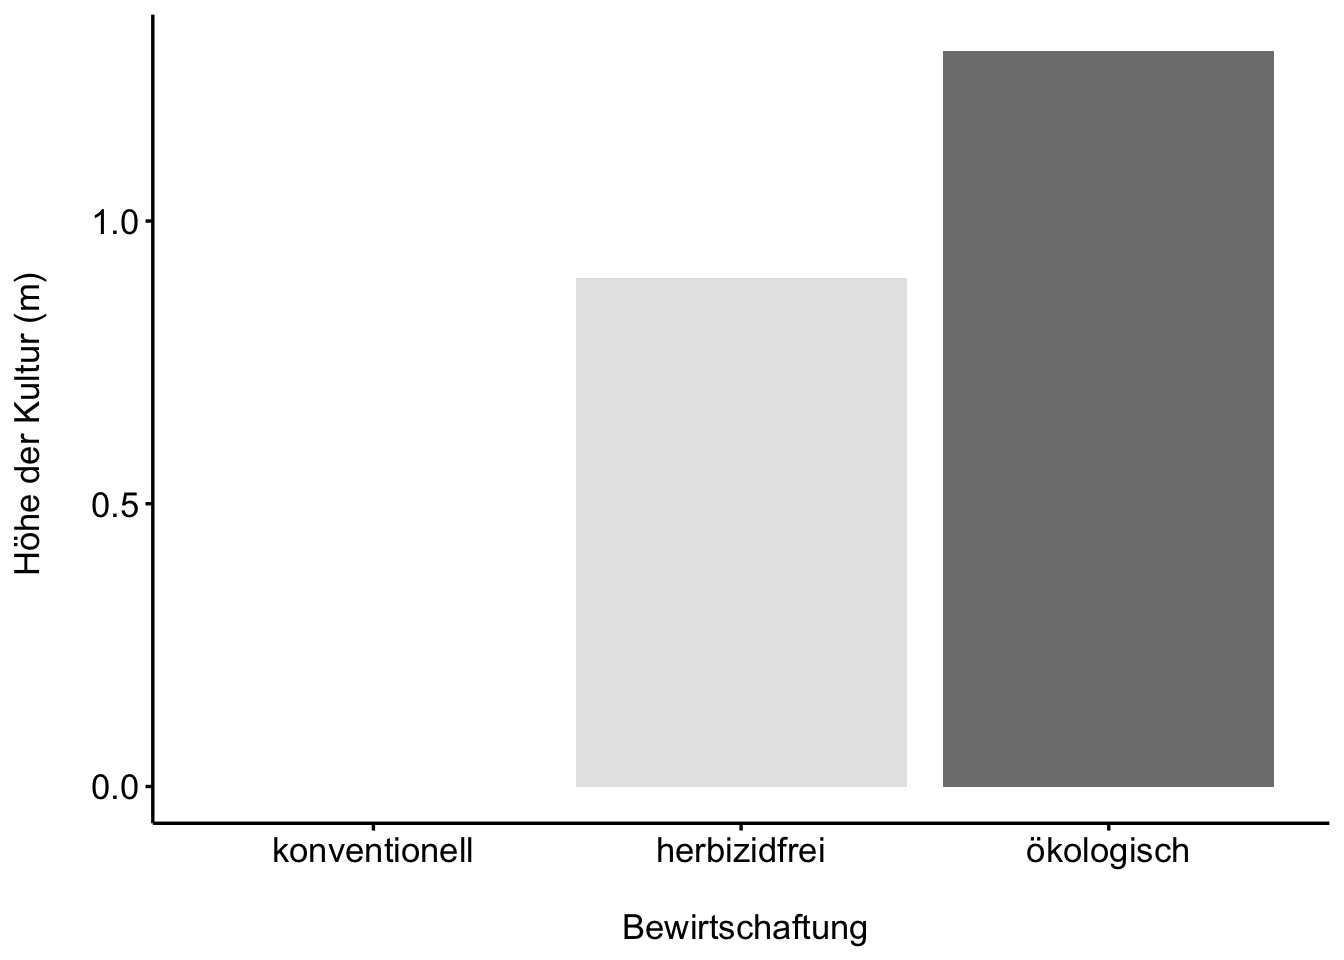 Höhe der Kultur (m)
1.0
0.5
0.0
konventionell herbizidfrei ökologisch
Bewirtschaftung